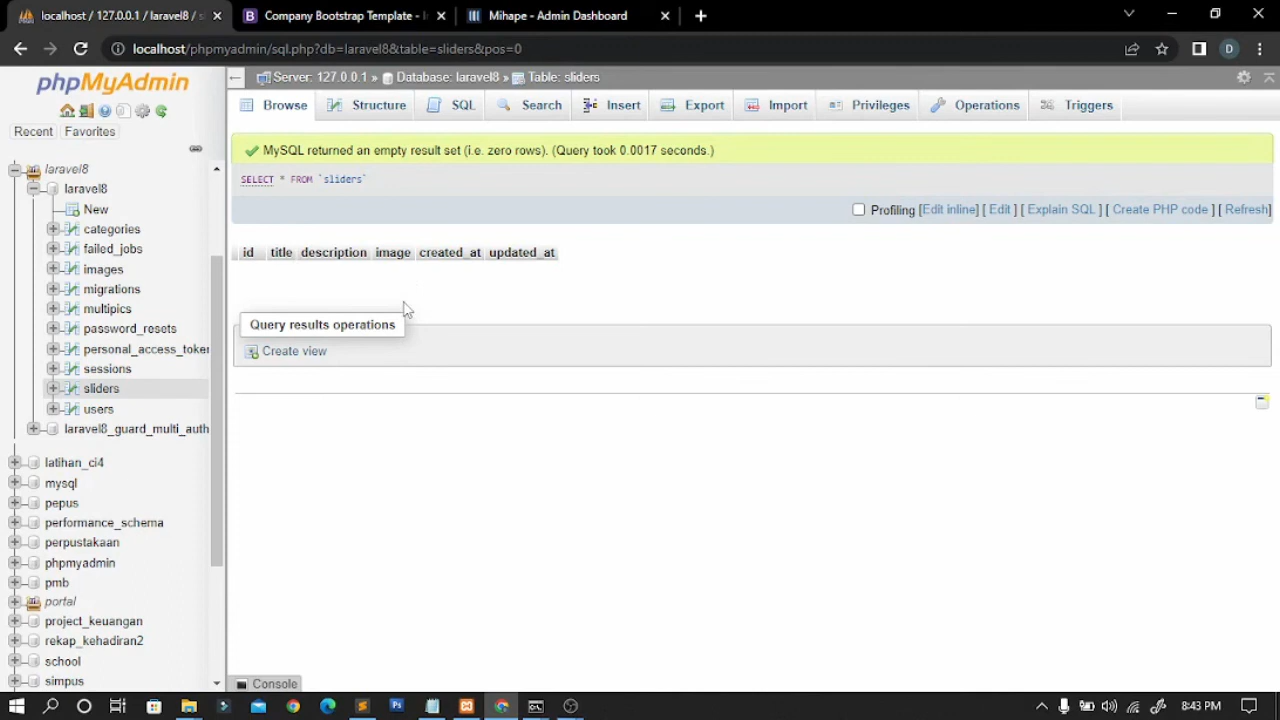 localhost / 127.0.0.1 / laravel8 / s
Company Bootstrap Template - I
Mihape - Admin Dashboard
localhost/phpmyadmin/sql.php?db=laravel8&table=sliders&pos=0
D
phpMyAdmin
Recent
Favorites
laravel8
laravel8
New
categories
failed_jobs
images
migrations
multipics
password_resets
personal_access_token
sessions
sliders
users
laravel8_guard_multi_auth
latihan_ci4
mysql
pepus
performance_schema
perpustakaan
phpmyadmin
pmb
portal
project_keuangan
rekap_kehadiran2
school
simpus
Server: 127.0.0.1 » Database: laravel8 » Table: sliders
Browse Structure SQL Search Insert Export Import Privileges Operations Triggers
MySQL returned an empty result set (i.e. zero rows). (Query took 0.0017 seconds.)
SELECT * FROM `sliders`
Profiling [Edit inline] [ Edit ] [ Explain SQL ] [ Create PHP code ] [ Refresh]
id title description image created_at updated_at
Query results operations
Create view
Console
8:43 PM